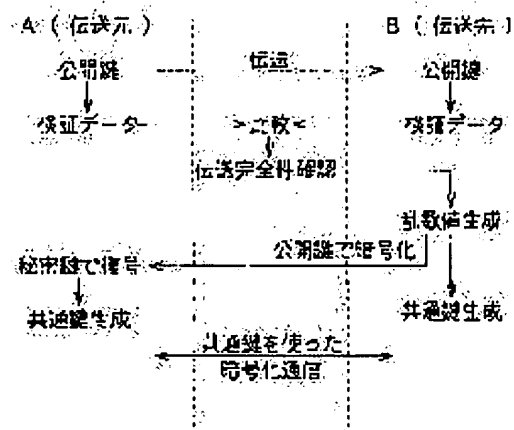 A（伝送元）
B（伝送先）
公開鍵
伝送
公開鍵
検証データ
比較
検証データ
伝送完全性確認
乱数値生成
公開鍵で暗号化
秘密鍵で復号
共通鍵生成
共通鍵生成
共通鍵を使った
暗号化通信